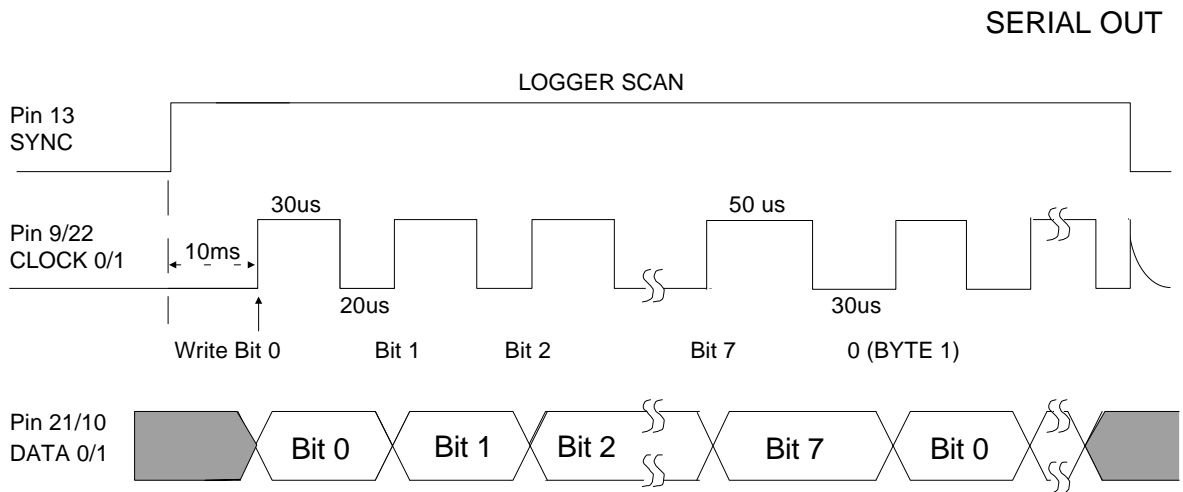 SERIAL OUT
LOGGER SCAN
Pin 13
SYNC
30us
50 us
Pin 9/22
CLOCK 0/1
10ms
20us
30us
Write Bit 0
Bit 1
Bit 2
Bit 7
0 (BYTE 1)
Pin 21/10
DATA 0/1
Bit 0
Bit 1
Bit 2
Bit 7
Bit 0